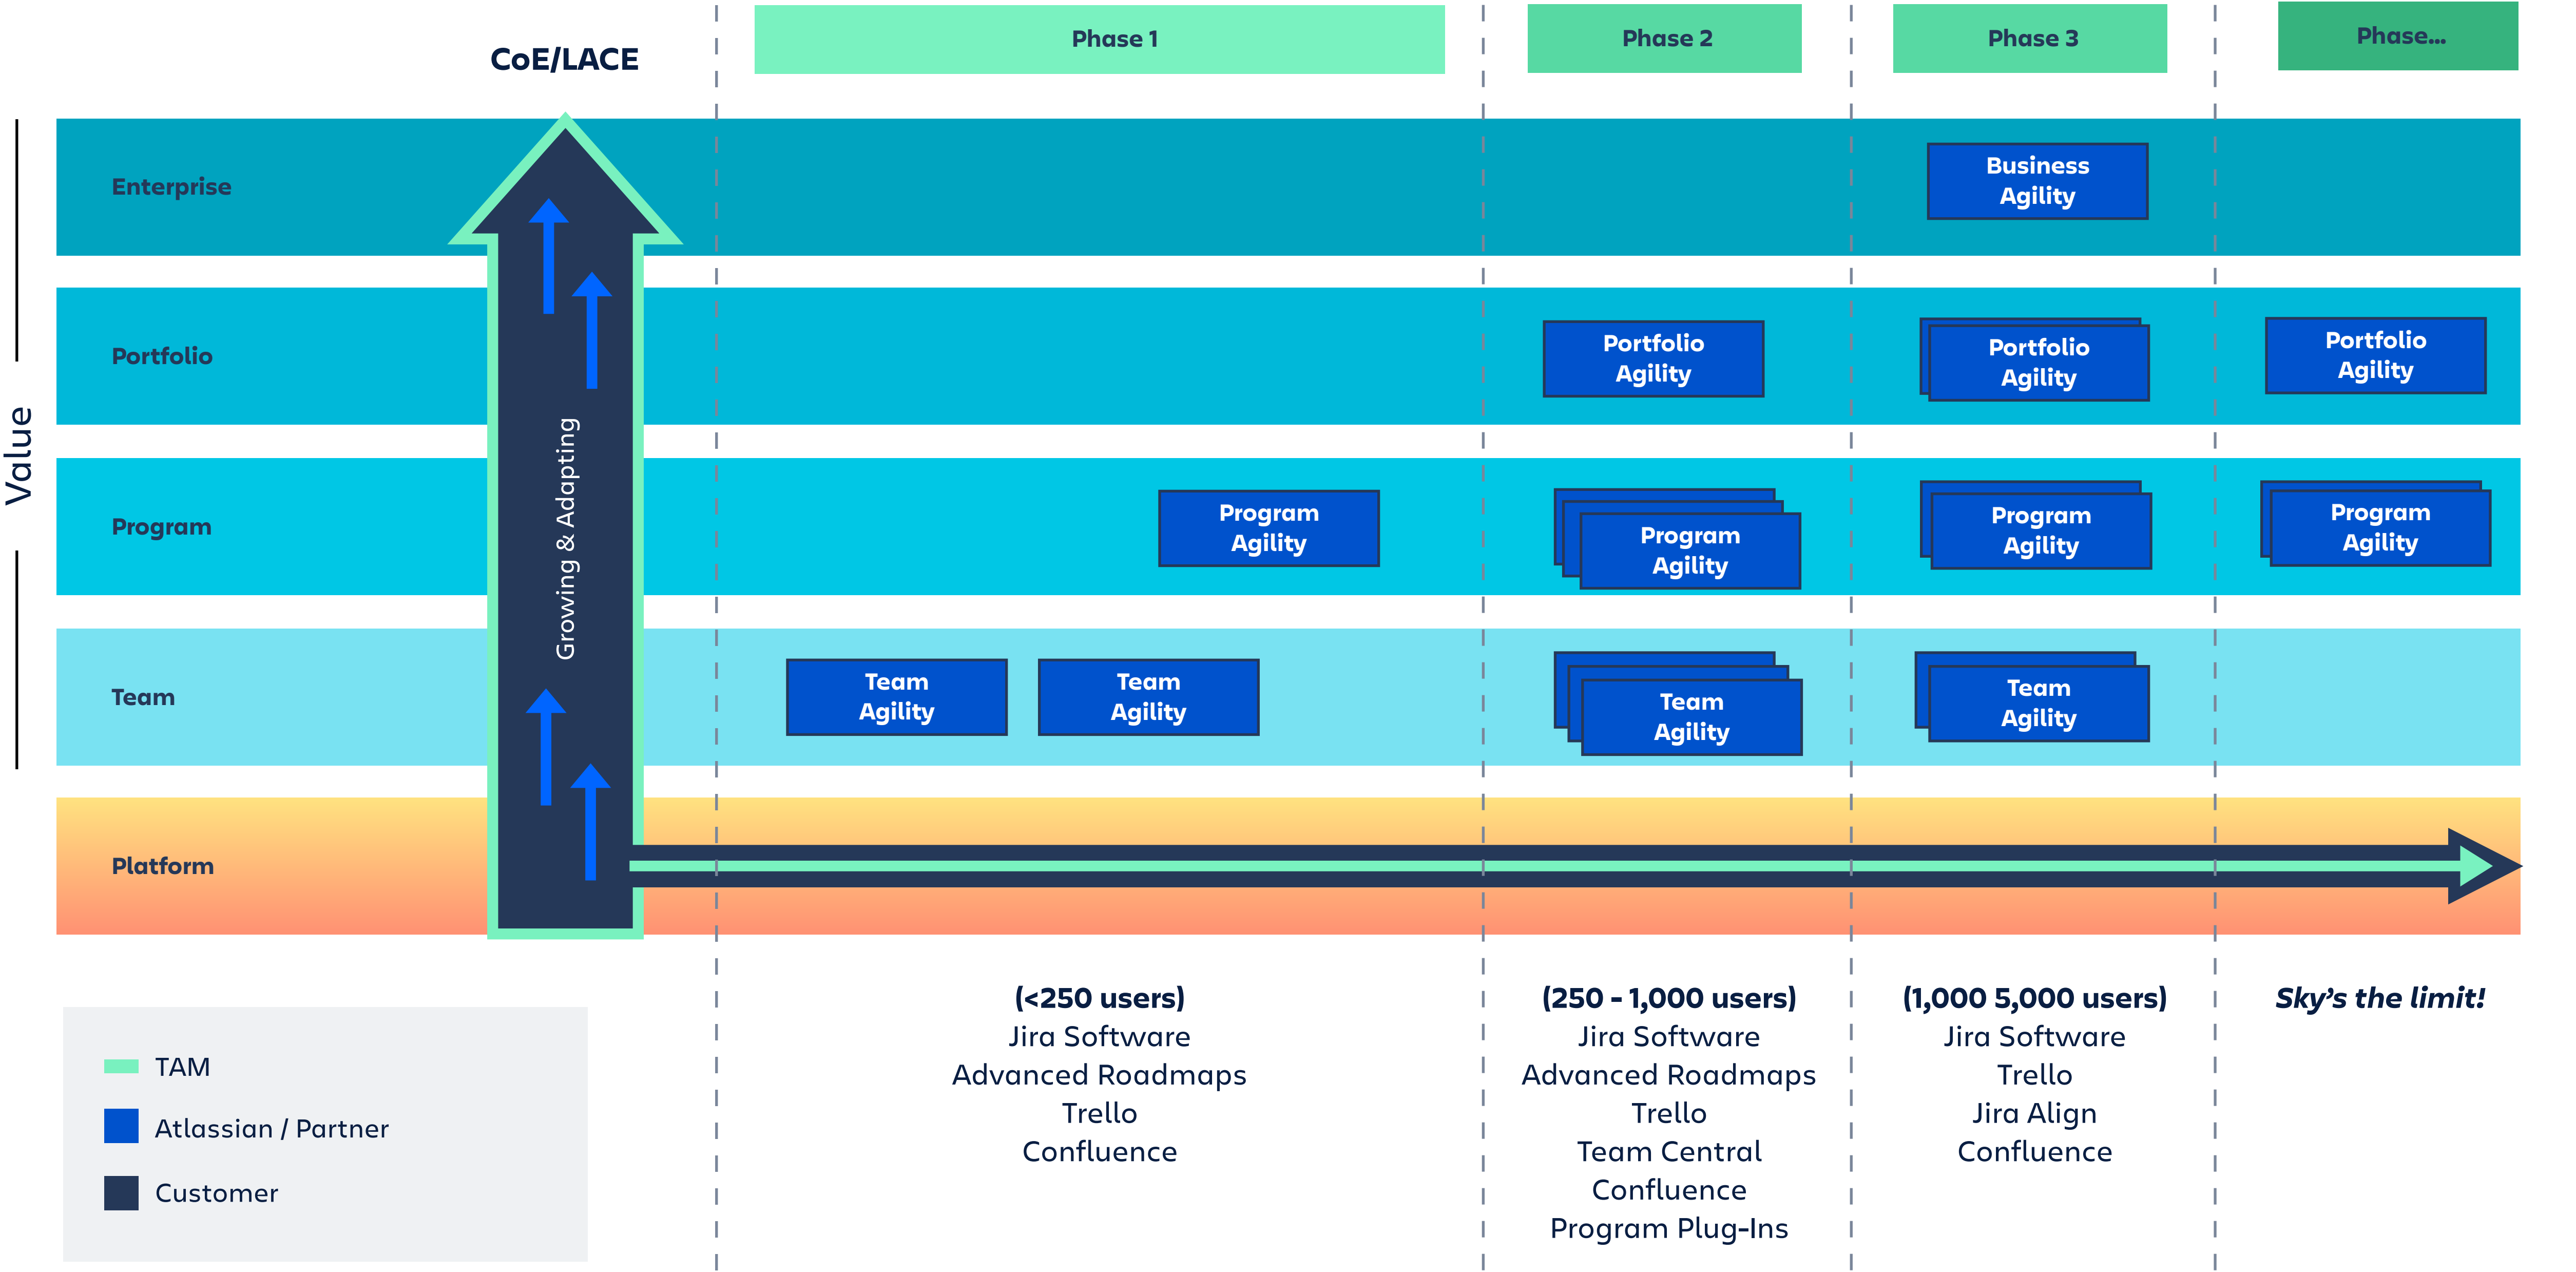 CoE/LACE
Phase 1
Phase 2
Phase 3
Phase...
Value
Enterprise
Business
Agility
Portfolio
Portfolio
Agility
Portfolio
Agility
Portfolio
Agility
Growing & Adapting
Program
Program
Agility
Program
Agility
Program
Agility
Program
Agility
Team
Team
Agility
Team
Agility
Team
Agility
Team
Agility
Platform
(<250 users)
Jira Software
Advanced Roadmaps
Trello
Confluence
(250 - 1,000 users)
Jira Software
Advanced Roadmaps
Trello
Team Central
Confluence
Program Plug-Ins
(1,000 5,000 users)
Jira Software
Trello
Jira Align
Confluence
Sky’s the limit!
TAM
Atlassian / Partner
Customer